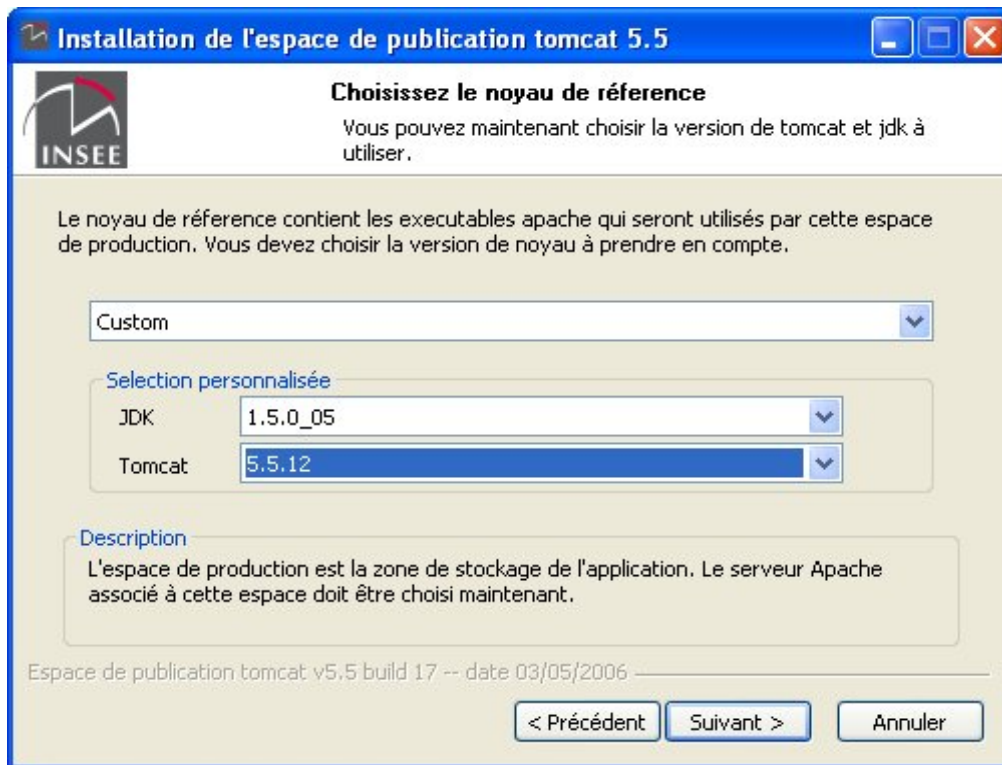 Installation de l'espace de publication tomcat 5.5
INSEE
Choisissez le noyau de réference
Vous pouvez maintenant choisir la version de tomcat et jdk à
utiliser.
Le noyau de réference contient les executables apache qui seront utilisés par cette espace
de production. Vous devez choisir la version de noyau à prendre en compte.
Custom
Selection personnalisée
JDK 1.5.0_05
Tomcat 5.5.12
Description
L'espace de production est la zone de stockage de l'application. Le serveur Apache
associé à cette espace doit être choisi maintenant.
Espace de publication tomcat v5.5 build 17 -- date 03/05/2006
< Précédent Suivant > Annuler